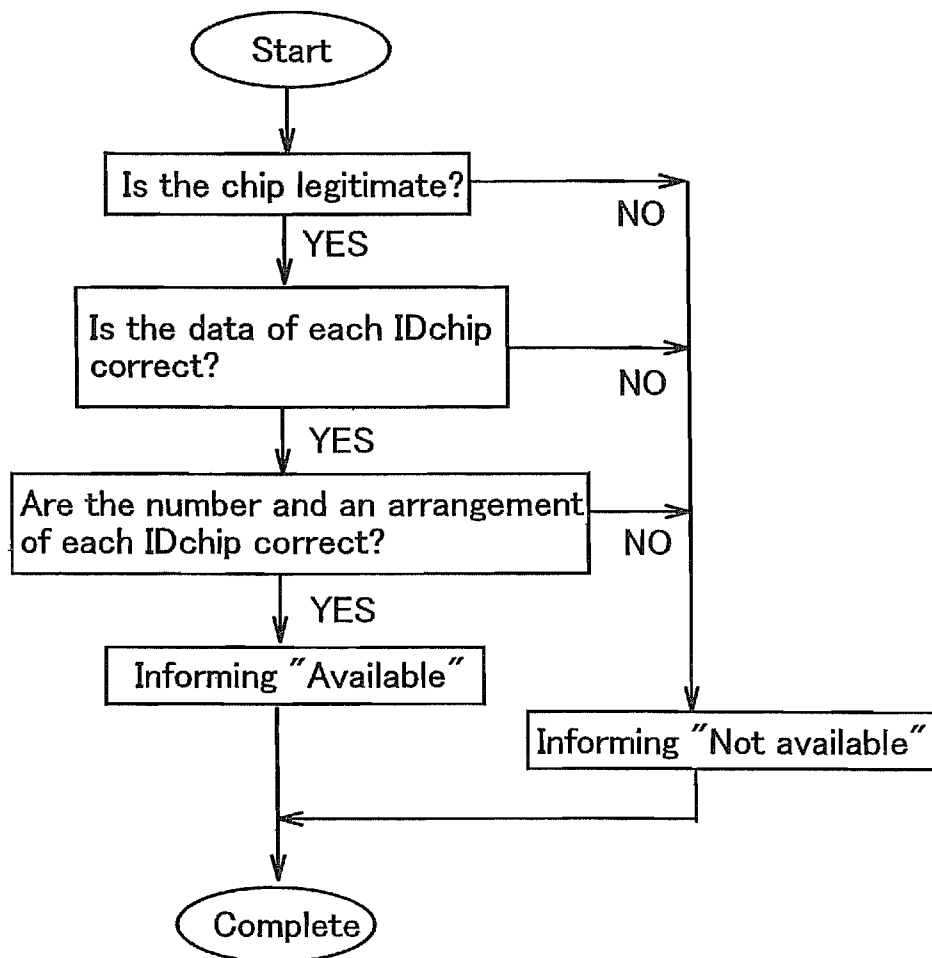 Start
Is the chip legitimate?
NO
YES
Is the data of each IDchip
correct?
NO
YES
Are the number and an arrangement
of each IDchip correct?
NO
YES
Informing "Available"
Informing "Not available"
Complete